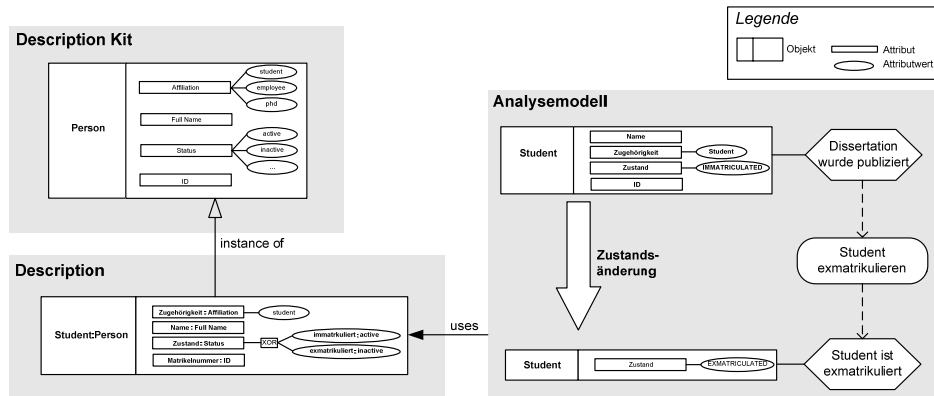 Legende
Objekt
Attribut
Attributwert
Description Kit
Person
Affiliation
student
employee
phd
Full Name
Status
active
inactive
...
ID
instance of
Description
Student:Person
Zugehörigkeit:Affiliation
student
Name:Full Name
Zustand:Status
XOR
immatrkuliert:active
exmatrikuliert:inactive
Matrikelnummer:ID
uses
Analysemodell
Student
Name
Zugehörigkeit
Student
Zustand
IMMATRICULATED
ID
Dissertation
wurde publiziert
Zustands-
änderung
Student
exmatrikulieren
Student
Zustand
EXMATRICULATED
Student ist
exmatrikuliert